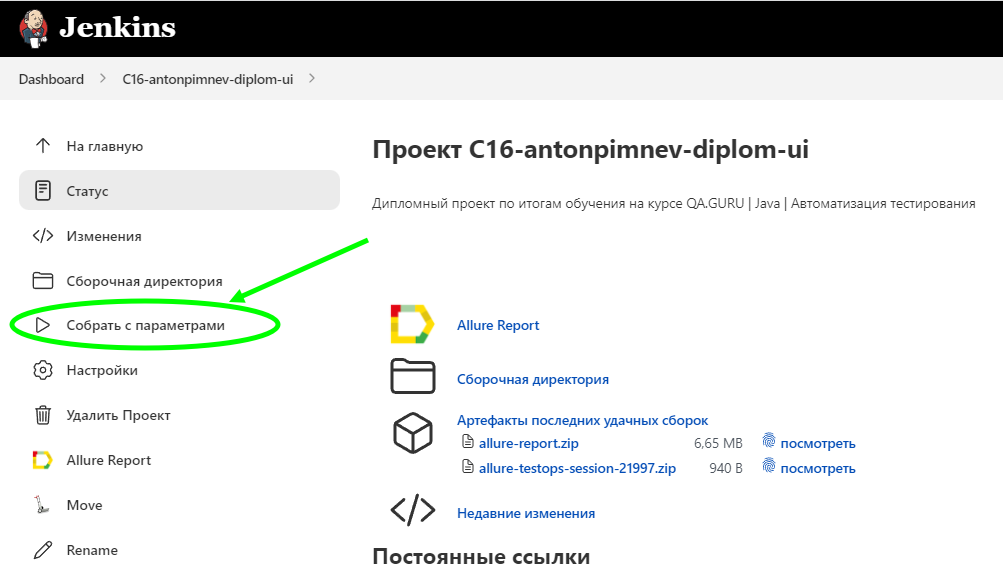 Jenkins
Dashboard
C16-antonpimnev-diplom-ui
На главную
Статус
Изменения
Сборочная директория
Собрать с параметрами
Настройки
Удалить Проект
Allure Report
Move
Rename
Проект C16-antonpimnev-diplom-ui
Дипломный проект по итогам обучения на курсе QA.GURU | Java | Автоматизация тестирования
Allure Report
Сборочная директория
Артефакты последних удачных сборок
allure-report.zip 6,65 MB посмотреть
allure-testops-session-21997.zip 940 B посмотреть
Недавние изменения
Постоянные ссылки